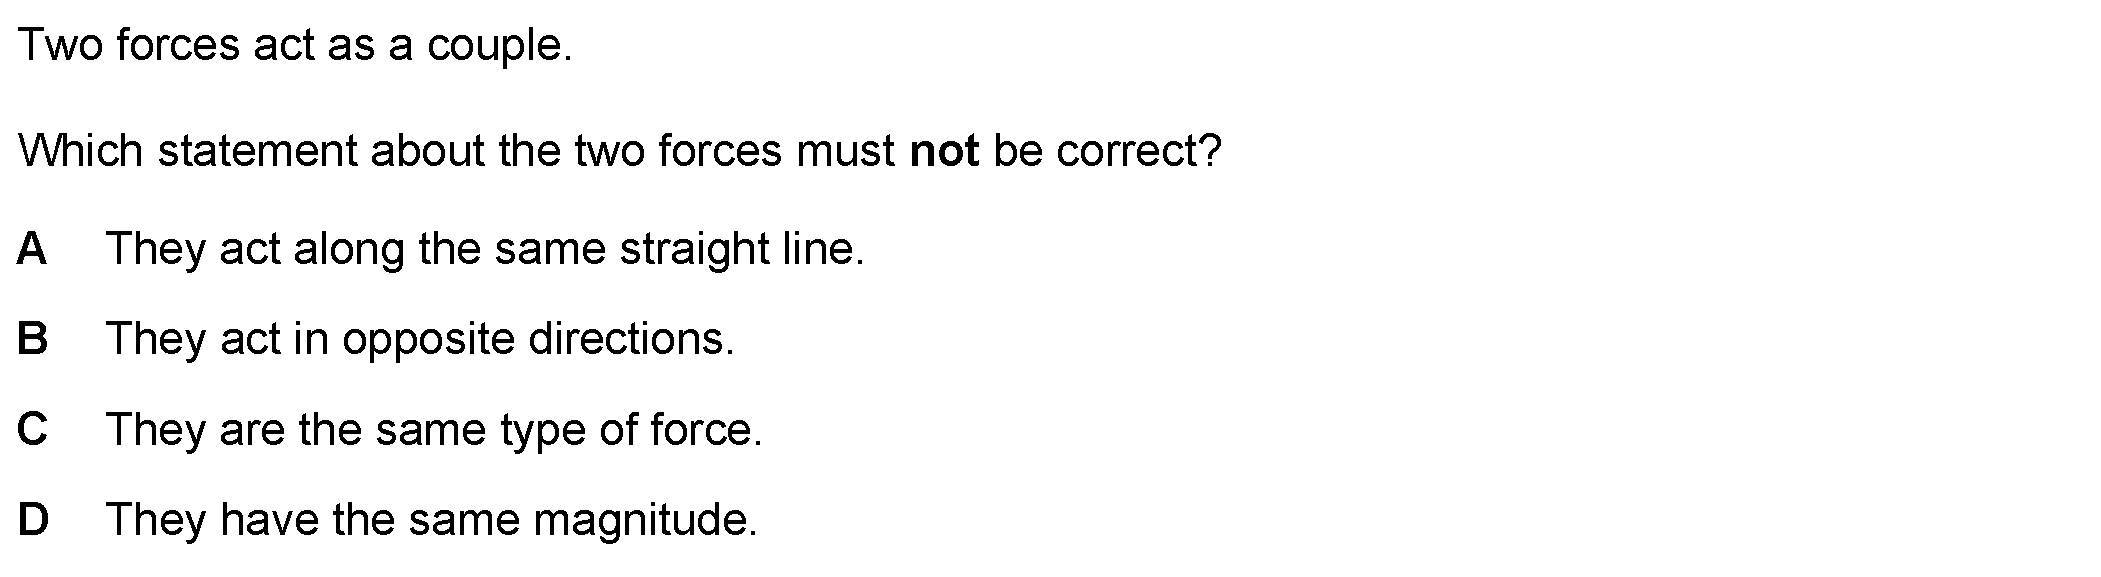 Two forces act as a couple.
Which statement about the two forces must not be correct?
A They act along the same straight line.
B They act in opposite directions.
C They are the same type of force.
D They have the same magnitude.